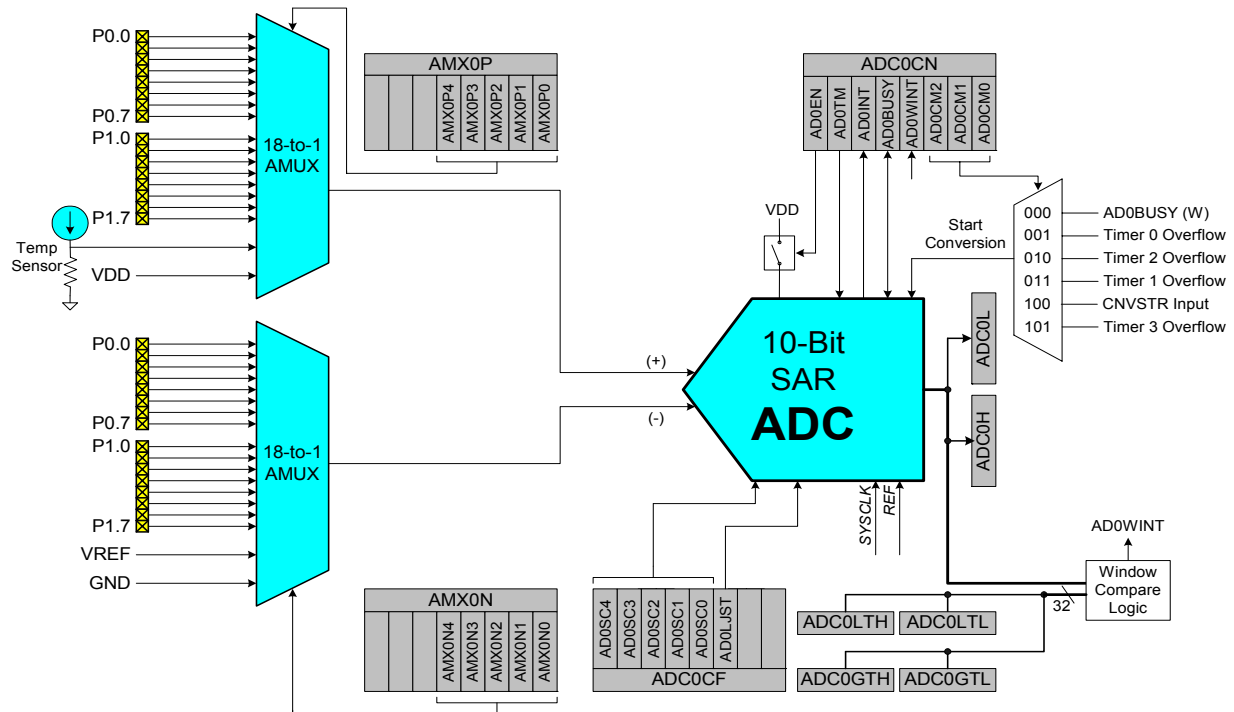 P0.0
P0.7
P1.0
P1.7
18-to-1
AMUX
Temp
Sensor
VDD
AMX0P
AMX0P4
AMX0P3
AMX0P2
AMX0P1
AMX0P0
ADC0CN
AD0EN
AD0TM
AD0INT
AD0BUSY
AD0WINT
AD0CM2
AD0CM1
AD0CM0
VDD
Start
Conversion
000
001
010
011
100
101
AD0BUSY (W)
Timer 0 Overflow
Timer 2 Overflow
Timer 1 Overflow
CNVSTR Input
Timer 3 Overflow
P0.0
P0.7
P1.0
P1.7
18-to-1
AMUX
VREF
GND
(+)
(-)
10-Bit
SAR
ADC
ADC0L
ADC0H
SYSCLK
REF
AMX0N
AMX0N4
AMX0N3
AMX0N2
AMX0N1
AMX0N0
AD0SC4
AD0SC3
AD0SC2
AD0SC1
AD0SC0
AD0LJST
ADC0CF
AD0WINT
Window
Compare
Logic
32
ADC0LTH
ADC0LTL
ADC0GTH
ADC0GTL